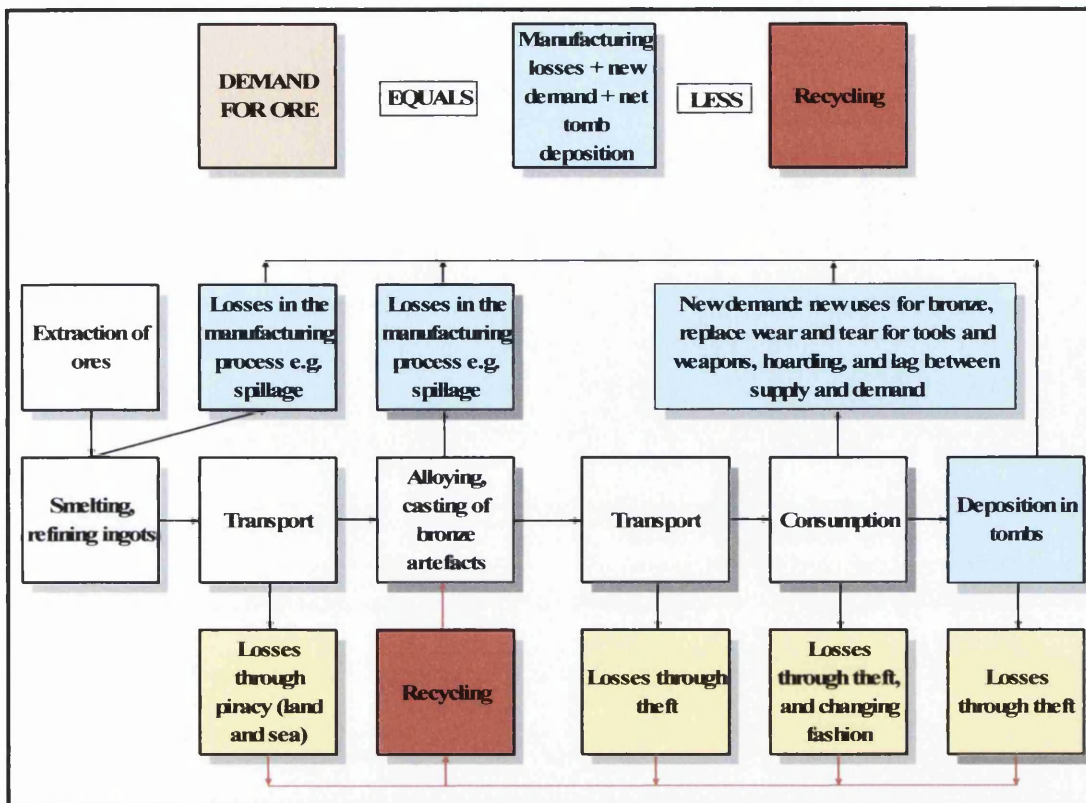 DEMAND
FOR ORE
EQUALS
Manufacturing
losses + new
demand + net
tomb
deposition
LESS
Recycling
Extraction of
ores
Losses in the
manufacturing
process e.g.
spillage
Losses in the
manufacturing
process e.g.
spillage
New demand: new uses for bronze,
replace wear and tear for tools and
weapons, hoarding, and lag between
supply and demand
Smelting,
refining ingots
Transport
Alloying,
casting of
bronze
artefacts
Transport
Consumption
Deposition in
tombs
Losses
through
piracy (land
and sea)
Recycling
Losses through
theft
Losses
through theft,
and changing
fashion
Losses
through theft